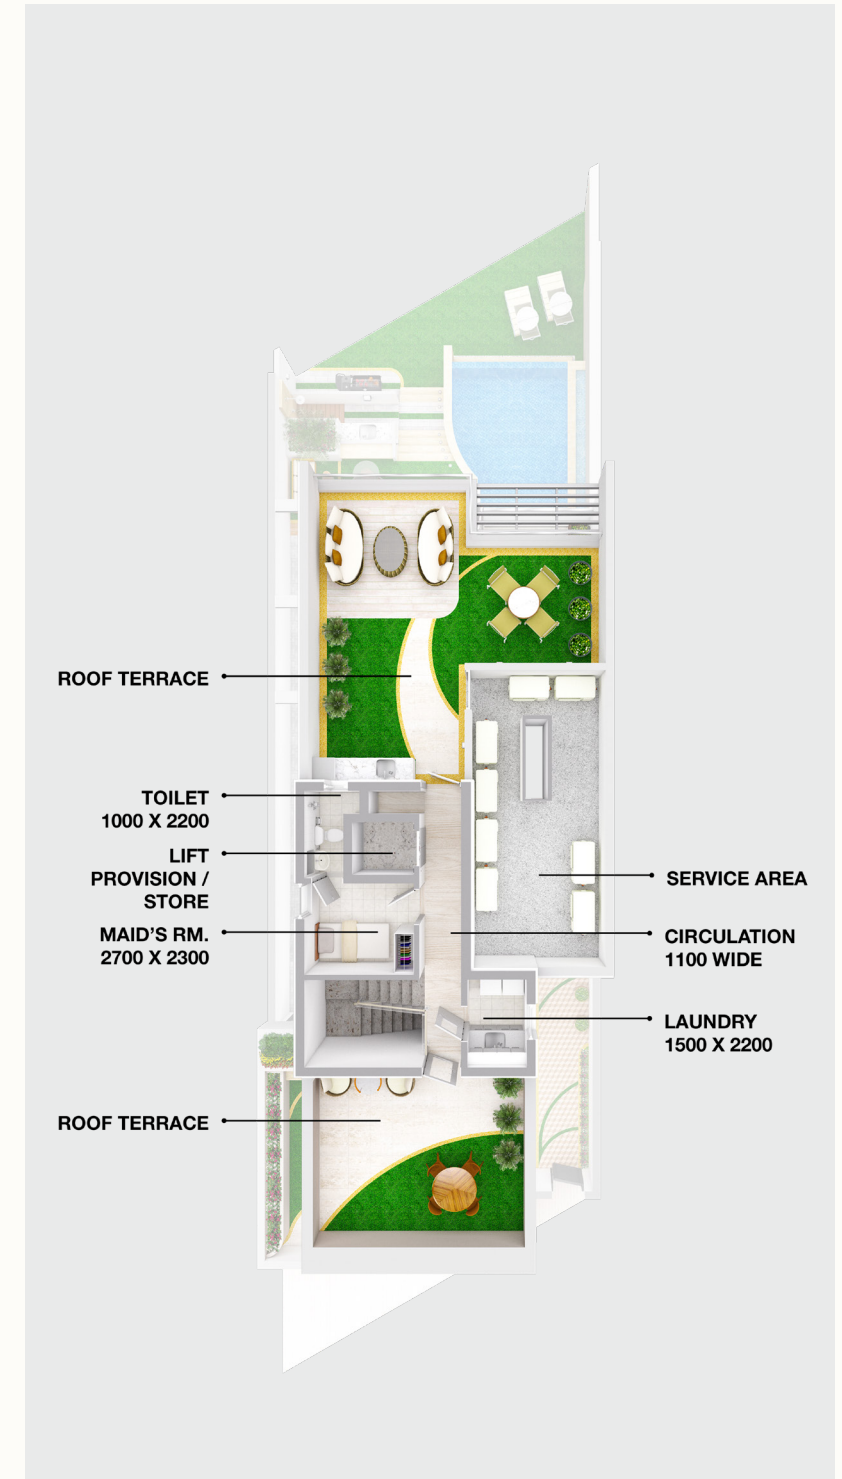 ROOF TERRACE
TOILET
1000 X 2200
LIFT
PROVISION /
STORE
MAID'S RM.
2700 X 2300
SERVICE AREA
CIRCULATION
1100 WIDE
LAUNDRY
1500 X 2200
ROOF TERRACE